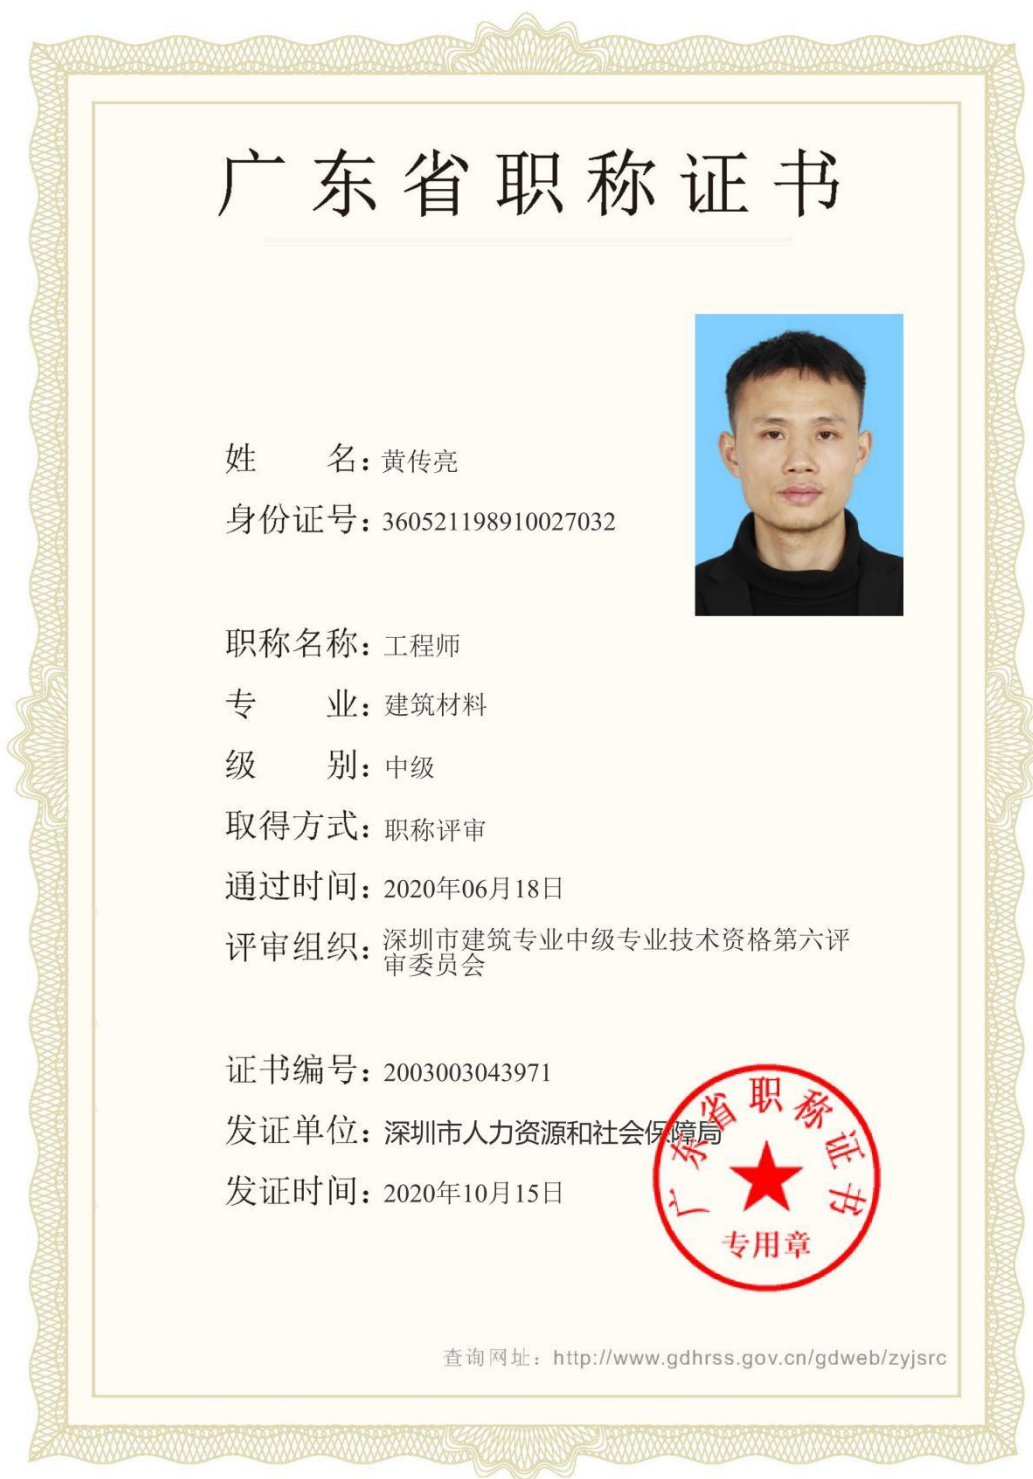 广东省职称证书
姓名：黄传亮
身份证号：360521198910027032
职称名称：工程师
专业：建筑材料
级别：中级
取得方式：职称评审
通过时间：2020年06月18日
评审组织：深圳市建筑专业中级专业技术资格第六评
审委员会
证书编号：2003003043971
发证单位：深圳市人力资源和社会保障局
发证时间：2020年10月15日
广东省职称证书
专用章
查询网址：http://www.gdhrss.gov.cn/gdweb/zyjsrc